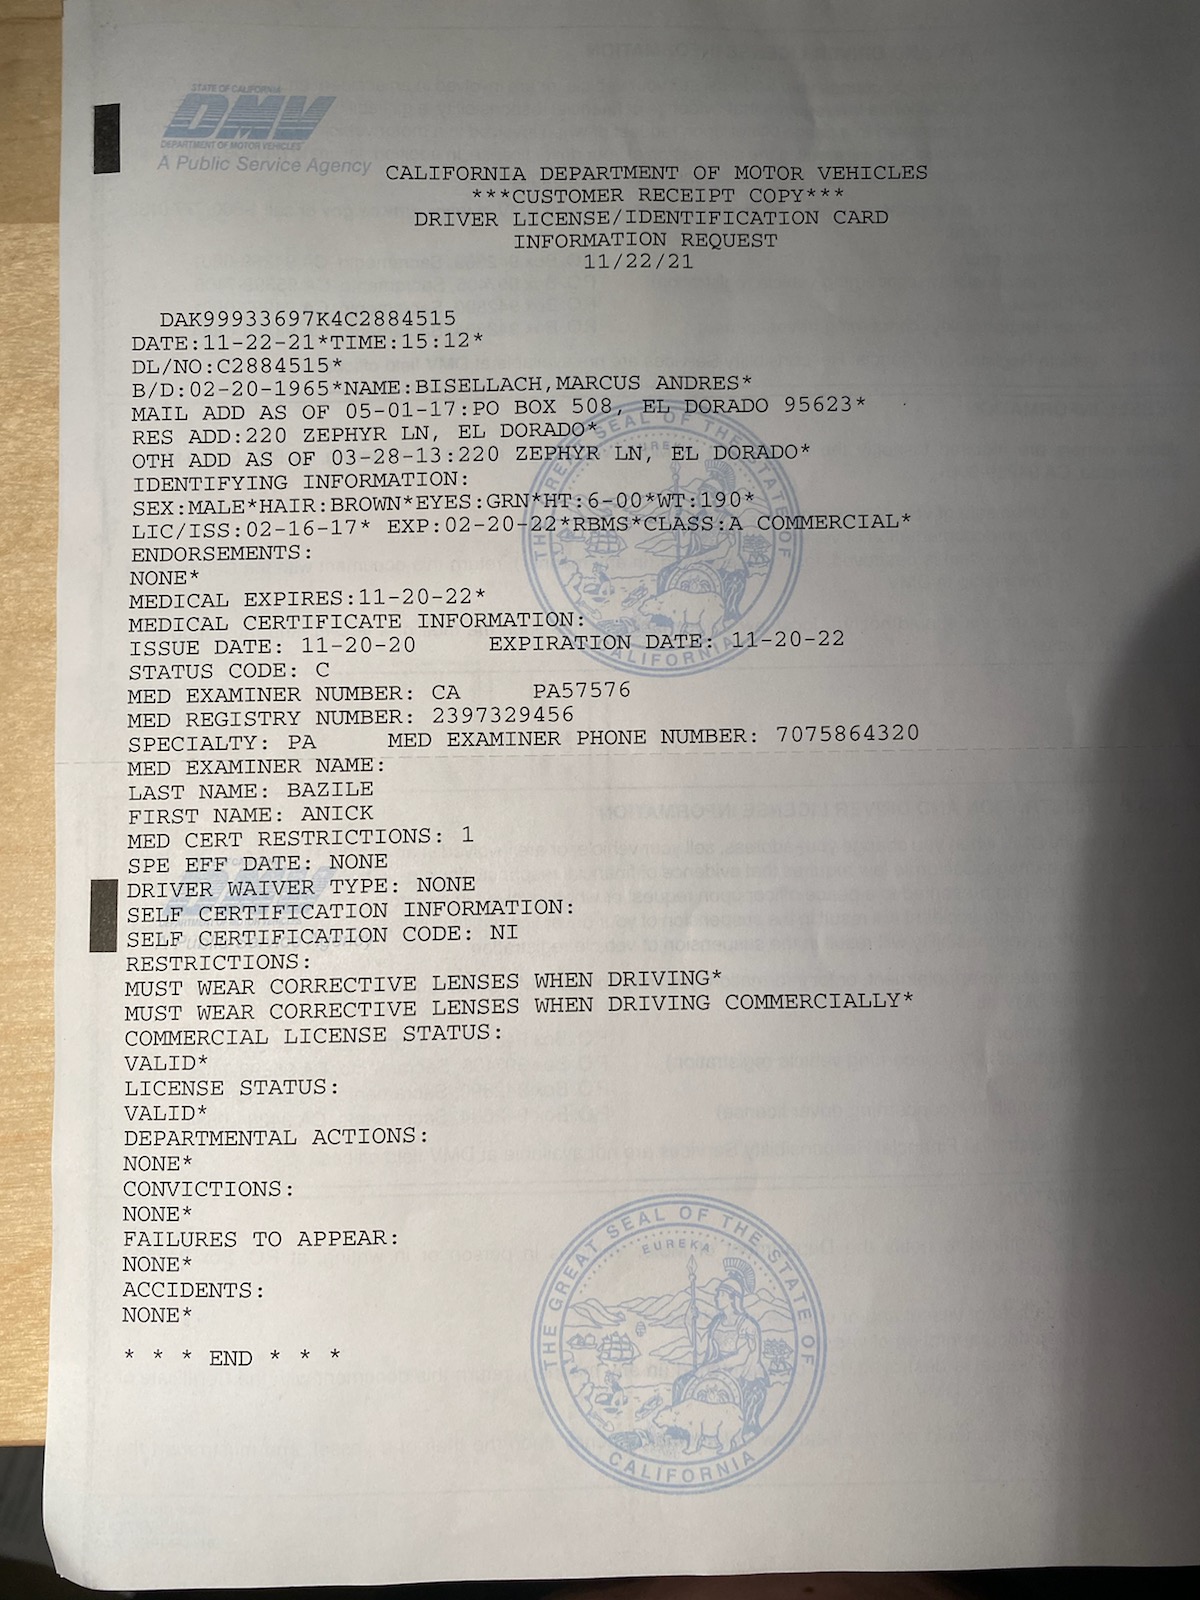 STATE OF CALIFORNIA
DMV
DEPARTMENT OF MOTOR VEHICLES
A Public Service Agency
CALIFORNIA DEPARTMENT OF MOTOR VEHICLES
***CUSTOMER RECEIPT COPY***
DRIVER LICENSE/IDENTIFICATION CARD
INFORMATION REQUEST
11/22/21
DAK99933697K4C2884515
DATE:11-22-21*TIME:15:12*
DL/NO:C2884515*
B/D:02-20-1965*NAME:BISELLACH,MARCUS ANDRES*
MAIL ADD AS OF 05-01-17:PO BOX 508, EL DORADO 95623*
RES ADD:220 ZEPHYR LN, EL DORADO*
OTH ADD AS OF 03-28-13:220 ZEPHYR LN, EL DORADO*
IDENTIFYING INFORMATION:
SEX:MALE*HAIR:BROWN*EYES:GRN*HT:6-00*WT:190*
LIC/ISS:02-16-17* EXP:02-20-22*RBMS*CLASS:A COMMERCIAL*
ENDORSEMENTS:
NONE*
MEDICAL EXPIRES:11-20-22*
MEDICAL CERTIFICATE INFORMATION:
ISSUE DATE: 11-20-20 EXPIRATION DATE: 11-20-22
STATUS CODE: C
MED EXAMINER NUMBER: CA PA57576
MED REGISTRY NUMBER: 2397329456
SPECIALTY: PA MED EXAMINER PHONE NUMBER: 7075864320
MED EXAMINER NAME:
LAST NAME: BAZILE
FIRST NAME: ANICK
MED CERT RESTRICTIONS: 1
SPE EFF DATE: NONE
DRIVER WAIVER TYPE: NONE
SELF CERTIFICATION INFORMATION:
SELF CERTIFICATION CODE: NI
RESTRICTIONS:
MUST WEAR CORRECTIVE LENSES WHEN DRIVING*
MUST WEAR CORRECTIVE LENSES WHEN DRIVING COMMERCIALLY*
COMMERCIAL LICENSE STATUS:
VALID*
LICENSE STATUS:
VALID*
DEPARTMENTAL ACTIONS:
NONE*
CONVICTIONS:
NONE*
FAILURES TO APPEAR:
NONE*
ACCIDENTS:
NONE*
* * * END * * *
THE GREAT SEAL OF THE STATE OF CALIFORNIA
EUREKA
THE GREAT SEAL OF THE STATE OF CALIFORNIA
EUREKA